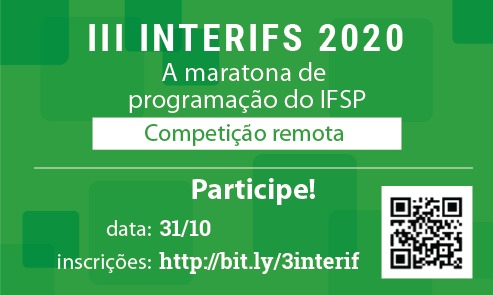 III INTERIFS 2020
A maratona de
programação do IFSP
Competição remota
Participe!
data: 31/10
inscrições: http://bit.ly/3interif